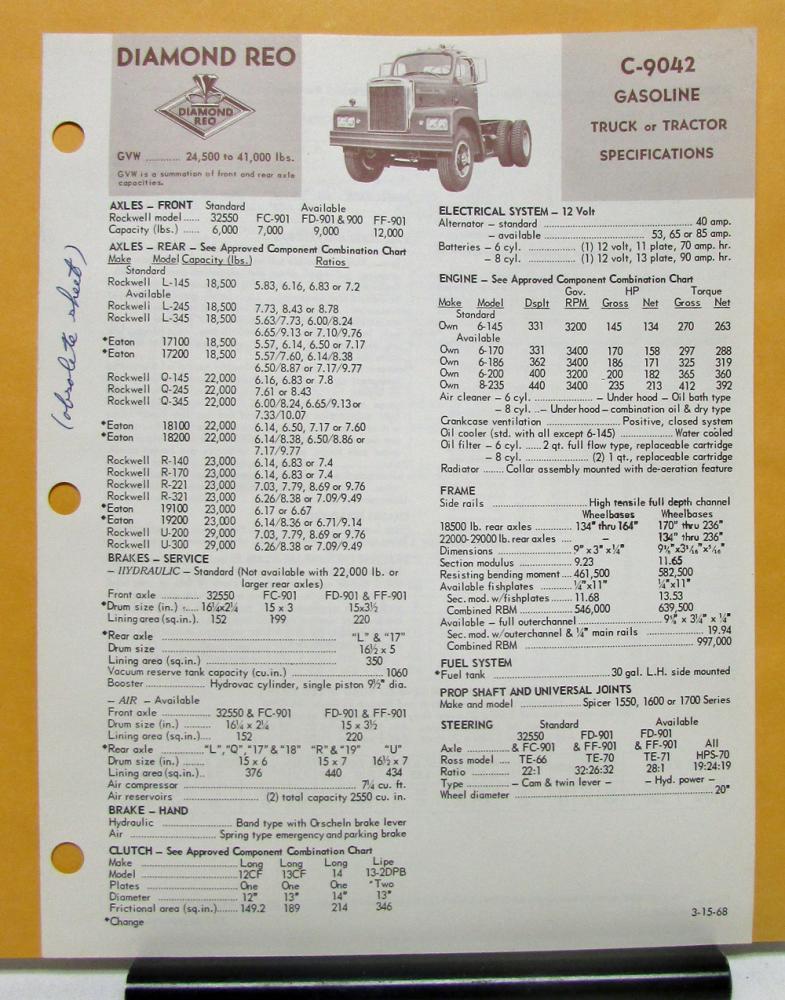 DIAMOND REO
DIAMOND
REO
GVW ........... 24,500 to 41,000 lbs.
GVW is a summation of front and rear axle
capacities.
C-9042
GASOLINE
TRUCK or TRACTOR
SPECIFICATIONS
(obsolete sheet)
AXLES – FRONT Standard Available
Rockwell model ...... 32550 FC-901 FD-901 & 900 FF-901
Capacity (lbs.) ...... 6,000 7,000 9,000 12,000
AXLES – REAR – See Approved Component Combination Chart
Make Model Capacity (lbs.) Ratios
Standard
Rockwell L-145 18,500 5.83, 6.16, 6.83 or 7.2
Available
Rockwell L-245 18,500 7.73, 8.43 or 8.78
Rockwell L-345 18,500 5.63/7.73, 6.00/8.24
6.65/9.13 or 7.10/9.76
*Eaton 17100 18,500 5.57, 6.14, 6.50 or 7.17
*Eaton 17200 18,500 5.57/7.60, 6.14/8.38
6.50/8.87 or 7.17/9.77
Rockwell Q-145 22,000 6.16, 6.83 or 7.8
Rockwell Q-245 22,000 7.61 or 8.43
Rockwell Q-345 22,000 6.00/8.24, 6.65/9.13 or
7.33/10.07
*Eaton 18100 22,000 6.14, 6.50, 7.17 or 7.60
*Eaton 18200 22,000 6.14/8.38, 6.50/8.86 or
7.17/9.77
Rockwell R-140 23,000 6.14, 6.83 or 7.4
Rockwell R-170 23,000 6.14, 6.83 or 7.4
Rockwell R-221 23,000 7.03, 7.79, 8.69 or 9.76
Rockwell R-321 23,000 6.26/8.38 or 7.09/9.49
*Eaton 19100 23,000 6.17 or 6.67
*Eaton 19200 23,000 6.14/8.36 or 6.71/9.14
Rockwell U-200 29,000 7.03, 7.79, 8.69 or 9.76
Rockwell U-300 29,000 6.26/8.38 or 7.09/9.49
BRAKES – SERVICE
– HYDRAULIC – Standard (Not available with 22,000 lb. or
larger rear axles)
Front axle ............ 32550 FC-901 FD-901 & FF-901
*Drum size (in.) ...... 16¼x2¼ 15 x 3 15x3½
Lining area (sq.in.). 152 199 220
*Rear axle "L" & "17"
Drum size ........ 16½ x 5
Lining area (sq.in.) ........ 350
Vacuum reserve tank capacity (cu.in.) ........ 1060
Booster ........ Hydrovac cylinder, single piston 9½" dia.
– AIR – Available
Front axle ........ 32550 & FC-901 FD-901 & FF-901
Drum size (in.) ........ 16¼ x 2¼ 15 x 3½
Lining area (sq.in.).... 152 220
*Rear axle ........ "L", "Q", "17" & "18" "R" & "19" "U"
Drum size (in.) ...... 15 x 6 15 x 7 16½ x 7
Lining area (sq.in.).. 376 440 434
Air compressor ........ 7¼ cu. ft.
Air reservoirs ........ (2) total capacity 2550 cu. in.
BRAKE – HAND
Hydraulic ........ Band type with Orscheln brake lever
Air ........ Spring type emergency and parking brake
CLUTCH – See Approved Component Combination Chart
Make ........ Long Long Long Lipe
Model ........ 12CF 13CF 14 13-2DPB
Plates ........ One One One *Two
Diameter ........ 12" 13" 14" 13"
Frictional area (sq.in.)....... 149.2 189 214 346
*Change
ELECTRICAL SYSTEM – 12 Volt
Alternator – standard ........ 40 amp.
– available ........ 53, 65 or 85 amp.
Batteries – 6 cyl. ........ (1) 12 volt, 11 plate, 70 amp. hr.
– 8 cyl. ........ (1) 12 volt, 13 plate, 90 amp. hr.
ENGINE – See Approved Component Combination Chart
Gov. HP Torque
Make Model Dsplt RPM Gross Net Gross Net
Standard
Own 6-145 331 3200 145 134 270 263
Available
Own 6-170 331 3400 170 158 297 288
Own 6-186 362 3400 186 171 325 319
Own 6-200 400 3200 200 182 365 360
Own 8-235 440 3400 235 213 412 392
Air cleaner – 6 cyl. ........ – Under hood – Oil bath type
– 8 cyl. ..– Under hood – combination oil & dry type
Crankcase ventilation ........ Positive, closed system
Oil cooler (std. with all except 6-145) ........ Water cooled
Oil filter – 6 cyl. ...... 2 qt. full flow type, replaceable cartridge
– 8 cyl. ........ (2) 1 qt., replaceable cartridge
Radiator ....... Collar assembly mounted with de-aeration feature
FRAME
Side rails ........ High tensile full depth channel
Wheelbases Wheelbases
18500 lb. rear axles ........ 134" thru 164" 170" thru 236"
22000-29000 lb. rear axles .... – 134" thru 236"
Dimensions ........ 9" x 3" x ¼" 9⅜"x3⅛"x⁵⁄₁₆"
Section modulus ........ 9.23 11.65
Resisting bending moment.... 461,500 582,500
Available fishplates ........ ¼"x11" ¼"x11"
Sec. mod. w/fishplates ....... 11.68 13.53
Combined RBM ........ 546,000 639,500
Available – full outerchannel ........ 9⅝" x 3¼" x ¼"
Sec. mod. w/outerchannel & ¼" main rails ........ 19.94
Combined RBM ........ 997,000
FUEL SYSTEM
*Fuel tank ........ 30 gal. L.H. side mounted
PROP SHAFT AND UNIVERSAL JOINTS
Make and model ........ Spicer 1550, 1600 or 1700 Series
STEERING Standard Available
32550 FD-901 FD-901
Axle ........ & FC-901 & FF-901 & FF-901 All
Ross model .... TE-66 TE-70 TE-71 HPS-70
Ratio ........ 22:1 32:26:32 28:1 19:24:19
Type ........ – Cam & twin lever – – Hyd. power –
Wheel diameter ........ 20"
3-15-68